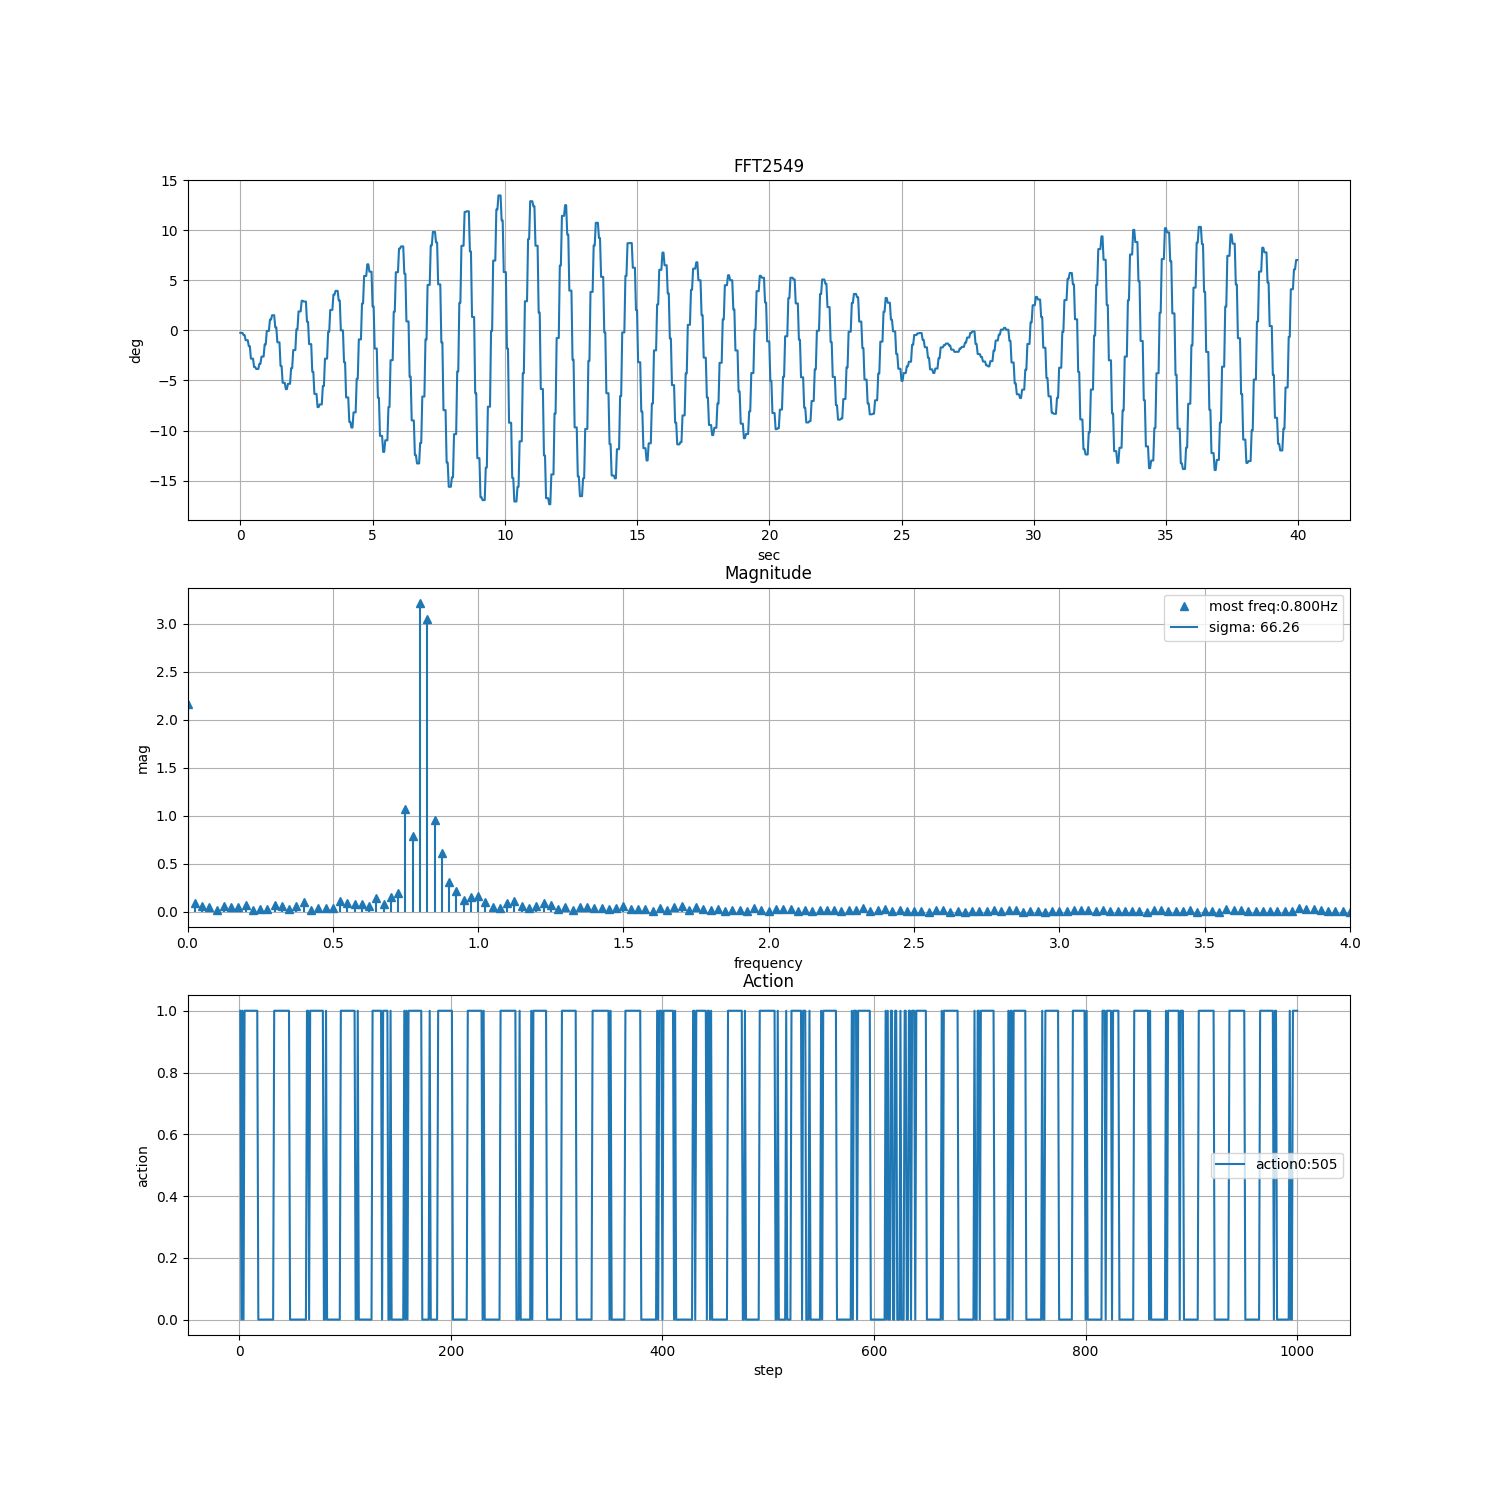 FFT2549
15
10
5
0
−5
−10
−15
deg
0 5 10 15 20 25 30 35 40
sec
Magnitude
most freq:0.800Hz
sigma: 66.26
3.0
2.5
2.0
1.5
1.0
0.5
0.0
mag
0.0 0.5 1.0 1.5 2.0 2.5 3.0 3.5 4.0
frequency
Action
1.0
0.8
0.6
0.4
0.2
0.0
action
action0:505
0 200 400 600 800 1000
step